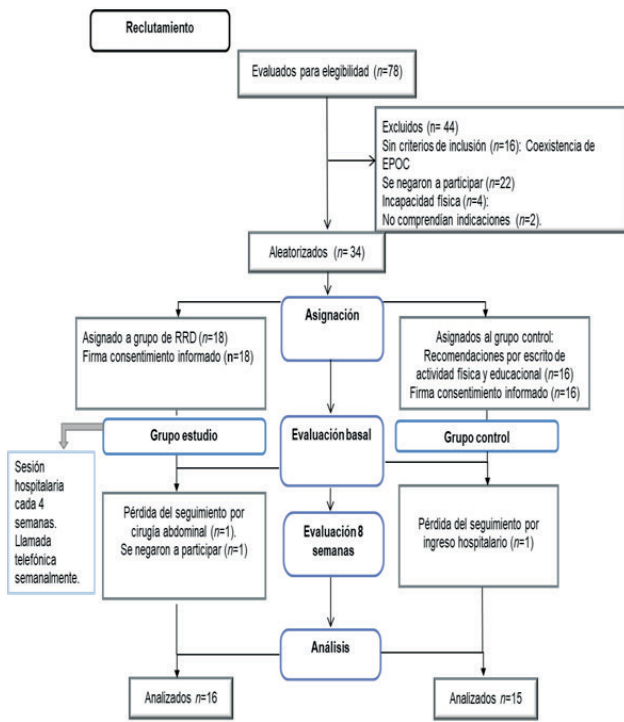 Reclutamiento
Evaluados para elegibilidad (n=78)
Excluidos (n= 44)
Sin criterios de inclusión (n=16): Coexistencia de
EPOC
Se negaron a participar (n=22)
Incapacidad física (n=4):
No comprendían indicaciones (n=2).
Aleatorizados (n= 34)
Asignación
Asignado a grupo de RRD (n=18)
Firma consentimiento informado (n=18)
Asignados al grupo control:
Recomendaciones por escrito de
actividad física y educacional (n=16)
Firma consentimiento informado (n=16)
Grupo estudio
Evaluación basal
Grupo control
Sesión
hospitalaria
cada 4
semanas.
Llamada
telefónica
semanalmente.
Pérdida del seguimiento por
cirugía abdominal (n=1).
Se negaron a participar (n=1)
Evaluación 8
semanas
Pérdida del seguimiento por
ingreso hospitalario (n=1)
Análisis
Analizados n=16
Analizados n=15